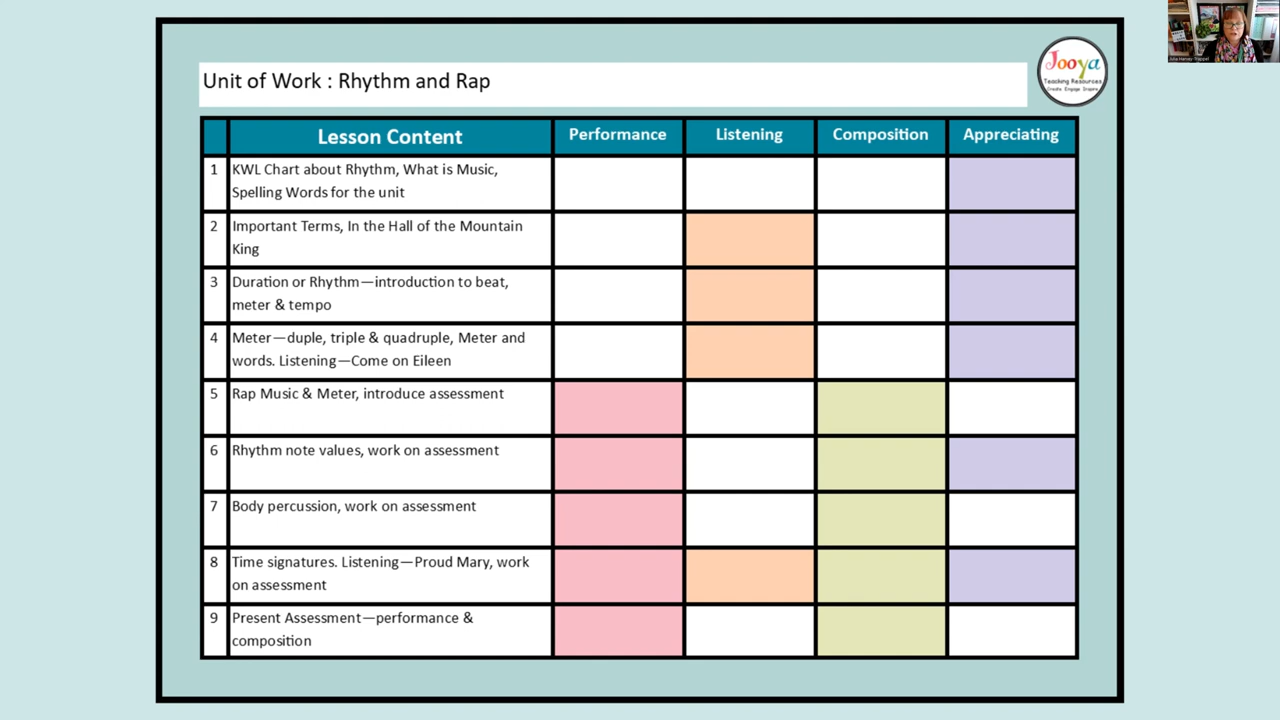 Unit of Work : Rhythm and Rap
Jooya
Teaching Resources
Create Engage Inspire
Lesson Content
Performance
Listening
Composition
Appreciating
1
KWL Chart about Rhythm, What is Music,
Spelling Words for the unit
2
Important Terms, In the Hall of the Mountain
King
3
Duration or Rhythm—introduction to beat,
meter & tempo
4
Meter—duple, triple & quadruple, Meter and
words. Listening—Come on Eileen
5
Rap Music & Meter, introduce assessment
6
Rhythm note values, work on assessment
7
Body percussion, work on assessment
8
Time signatures. Listening—Proud Mary, work
on assessment
9
Present Assessment—performance &
composition